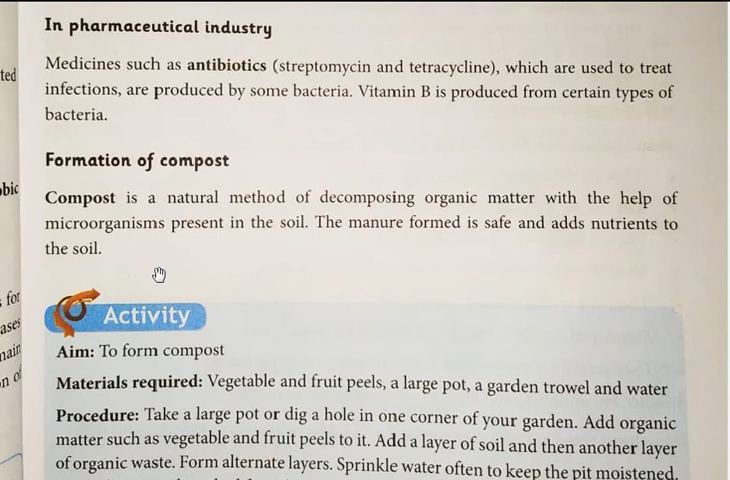 In pharmaceutical industry
Medicines such as antibiotics (streptomycin and tetracycline), which are used to treat
infections, are produced by some bacteria. Vitamin B is produced from certain types of
bacteria.
Formation of compost
Compost is a natural method of decomposing organic matter with the help of
microorganisms present in the soil. The manure formed is safe and adds nutrients to
the soil.
Activity
Aim: To form compost
Materials required: Vegetable and fruit peels, a large pot, a garden trowel and water
Procedure: Take a large pot or dig a hole in one corner of your garden. Add organic
matter such as vegetable and fruit peels to it. Add a layer of soil and then another layer
of organic waste. Form alternate layers. Sprinkle water often to keep the pit moistened.